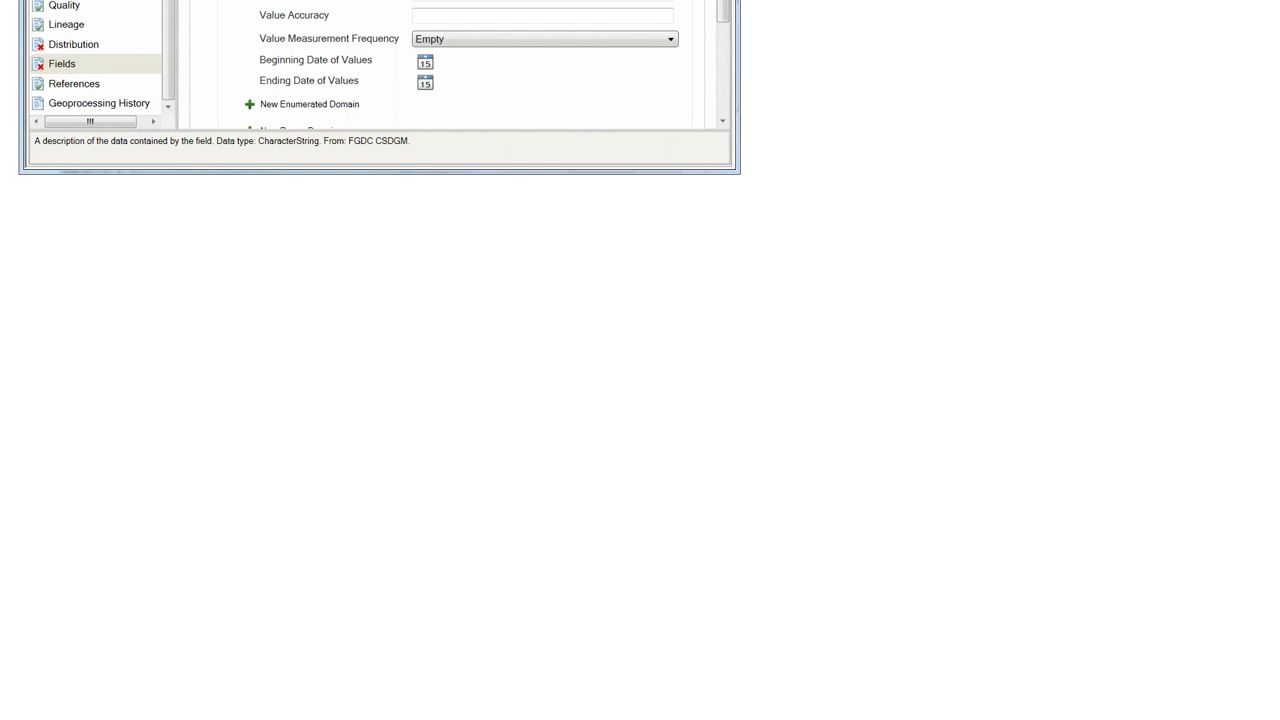 Quality
Lineage
Distribution
Fields
References
Geoprocessing History
Value Accuracy
Value Measurement Frequency Empty
Beginning Date of Values 15
Ending Date of Values 15
New Enumerated Domain
A description of the data contained by the field. Data type: CharacterString. From: FGDC CSDGM.